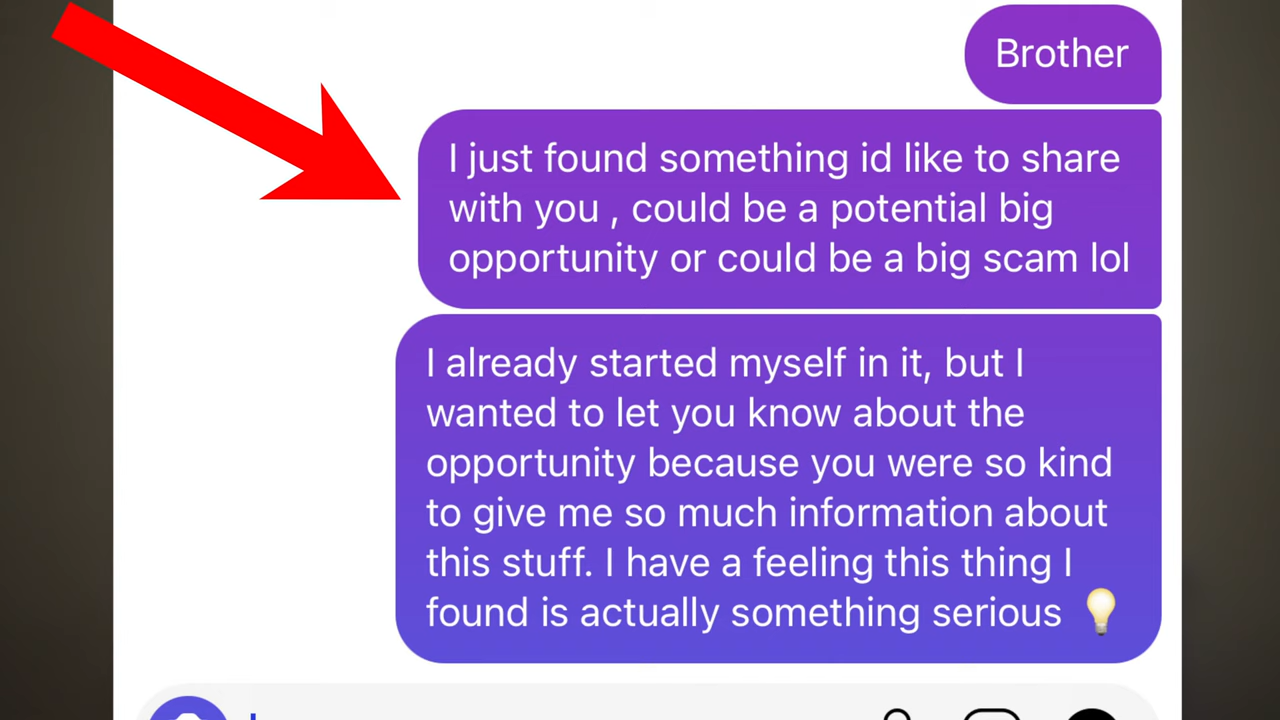 Brother
I just found something id like to share
with you , could be a potential big
opportunity or could be a big scam lol
I already started myself in it, but I
wanted to let you know about the
opportunity because you were so kind
to give me so much information about
this stuff. I have a feeling this thing I
found is actually something serious 💡